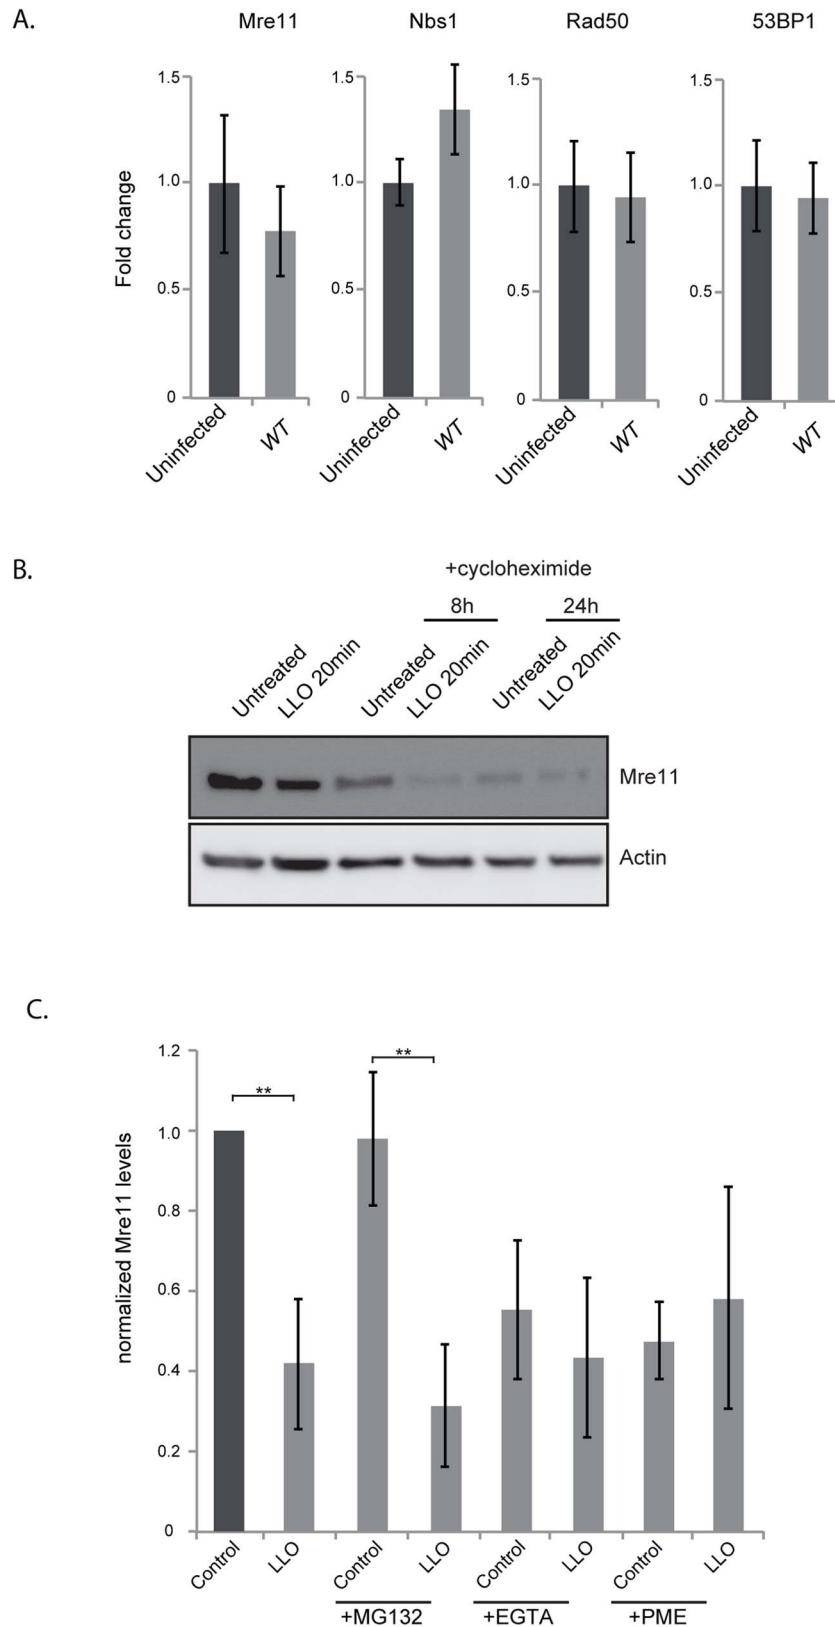 A.
Mre11 Nbs1 Rad50 53BP1
1.5 1.5 1.5 1.5
1.0 1.0 1.0 1.0
Fold change
0.5 0.5 0.5 0.5
0 0 0 0
Uninfected WT Uninfected WT Uninfected WT Uninfected WT
B.
+cycloheximide
8h 24h
Untreated LLO 20min Untreated LLO 20min Untreated LLO 20min
Mre11
Actin
C.
1.2
** **
1.0
0.8
normalized Mre11 levels
0.6
0.4
0.2
0
Control LLO Control LLO Control LLO Control LLO
+MG132 +EGTA +PME